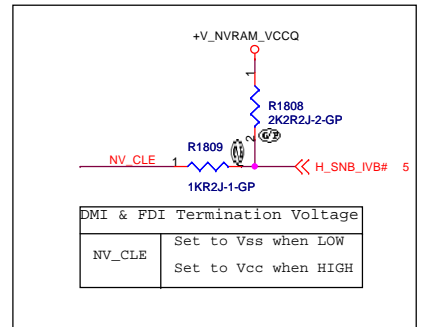 +V_NVRAM_VCCQ
1
R1808
2K2R2J-2-GP
2
R1809
NV_CLE 1 H_SNB_IVB# 5
1KR2J-1-GP
DMI & FDI Termination Voltage
NV_CLE
Set to Vss when LOW
Set to Vcc when HIGH